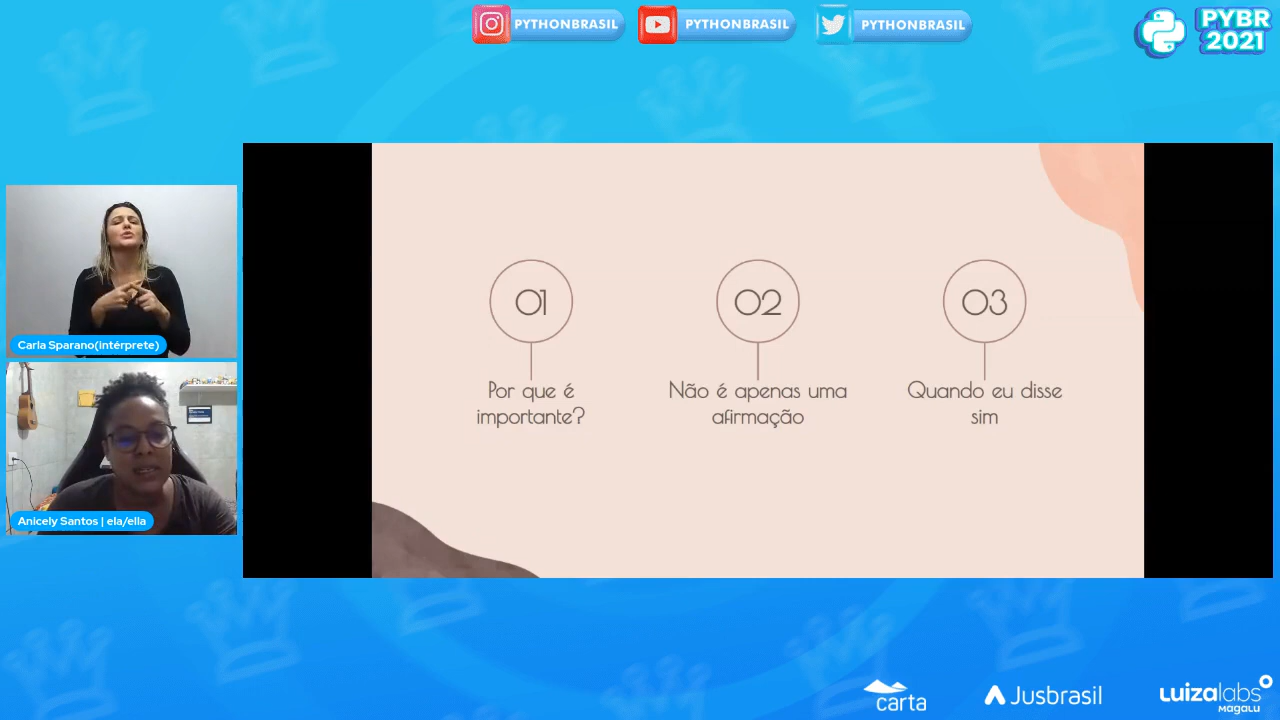 PYTHONBRASIL
PYTHONBRASIL
PYTHONBRASIL
PYBR
2021
01
Por que é
importante?
02
Não é apenas uma
afirmação
03
Quando eu disse
sim
Carla Sparano(intérprete)
Anicely Santos | ela/ella
carta
Jusbrasil
LUIZAlabs
MAGALU